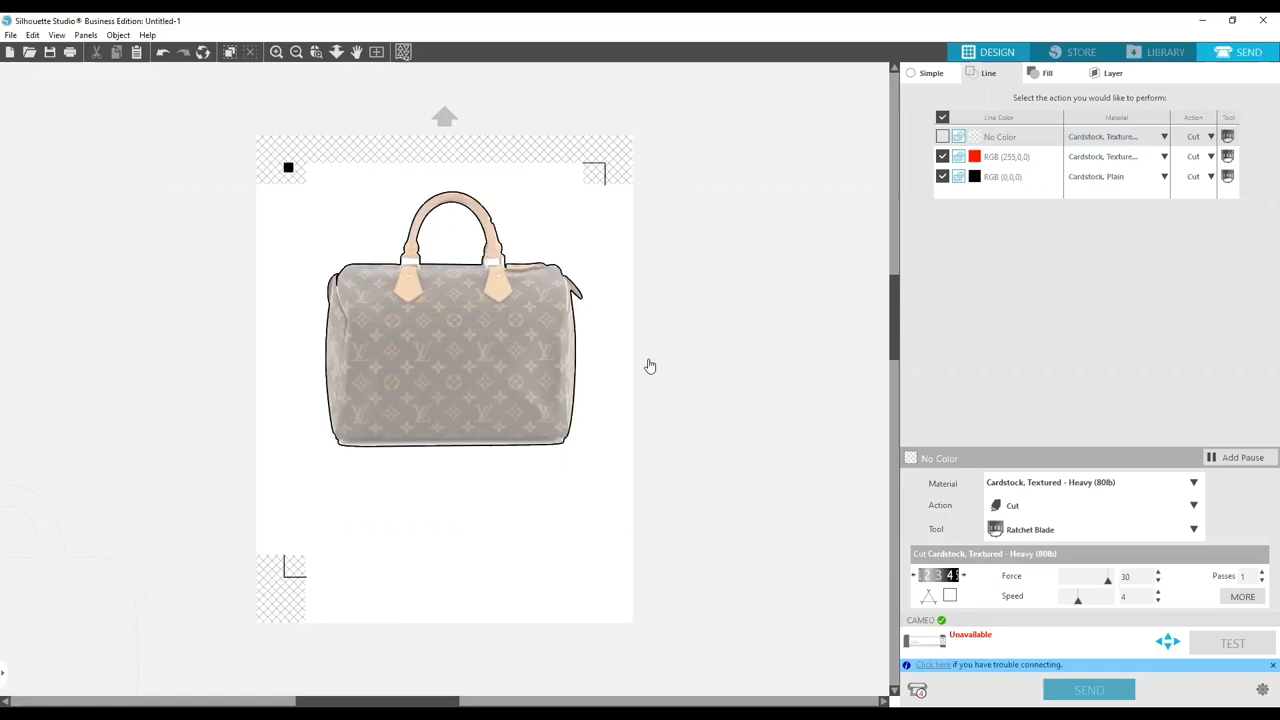 Silhouette Studio® Business Edition: Untitled-1
File Edit View Panels Object Help
DESIGN STORE LIBRARY SEND
Simple Line Fill Layer
Select the action you would like to perform:
Line Color Material Action Tool
No Color Cardstock, Texture... Cut
RGB (255,0,0) Cardstock, Texture... Cut
RGB (0,0,0) Cardstock, Plain Cut
No Color Add Pause
Material Cardstock, Textured - Heavy (80lb)
Action Cut
Tool Ratchet Blade
Cut Cardstock, Textured - Heavy (80lb)
Force 30 Passes 1
Speed 4 MORE
CAMEO
Unavailable TEST
Click here if you have trouble connecting.
SEND